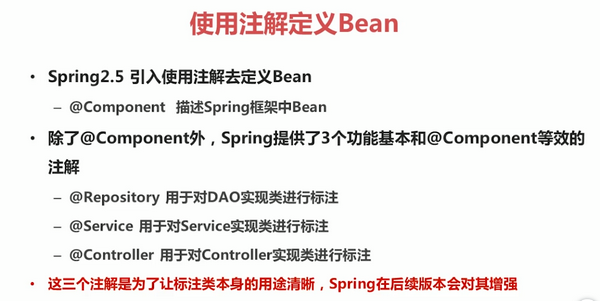 使用注解定义Bean
• Spring2.5 引入使用注解去定义Bean
– @Component 描述Spring框架中Bean
• 除了@Component外，Spring提供了3个功能基本和@Component等效的
注解
– @Repository 用于对DAO实现类进行标注
– @Service 用于对Service实现类进行标注
– @Controller 用于对Controller实现类进行标注
• 这三个注解是为了让标注类本身的用途清晰，Spring在后续版本会对其增强